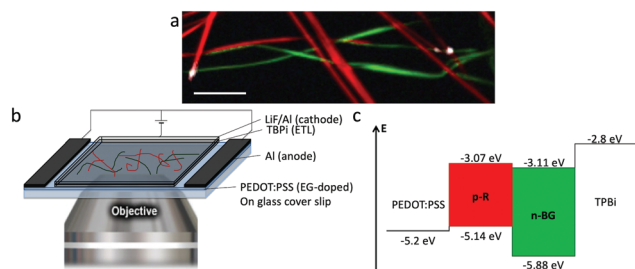 a
b
LiF/Al (cathode)
TBPi (ETL)
Al (anode)
PEDOT:PSS (EG-doped)
On glass cover slip
Objective
c
E
-2.8 eV
-3.07 eV
-3.11 eV
PEDOT:PSS
p-R
n-BG
TPBi
-5.2 eV
-5.14 eV
-5.88 eV